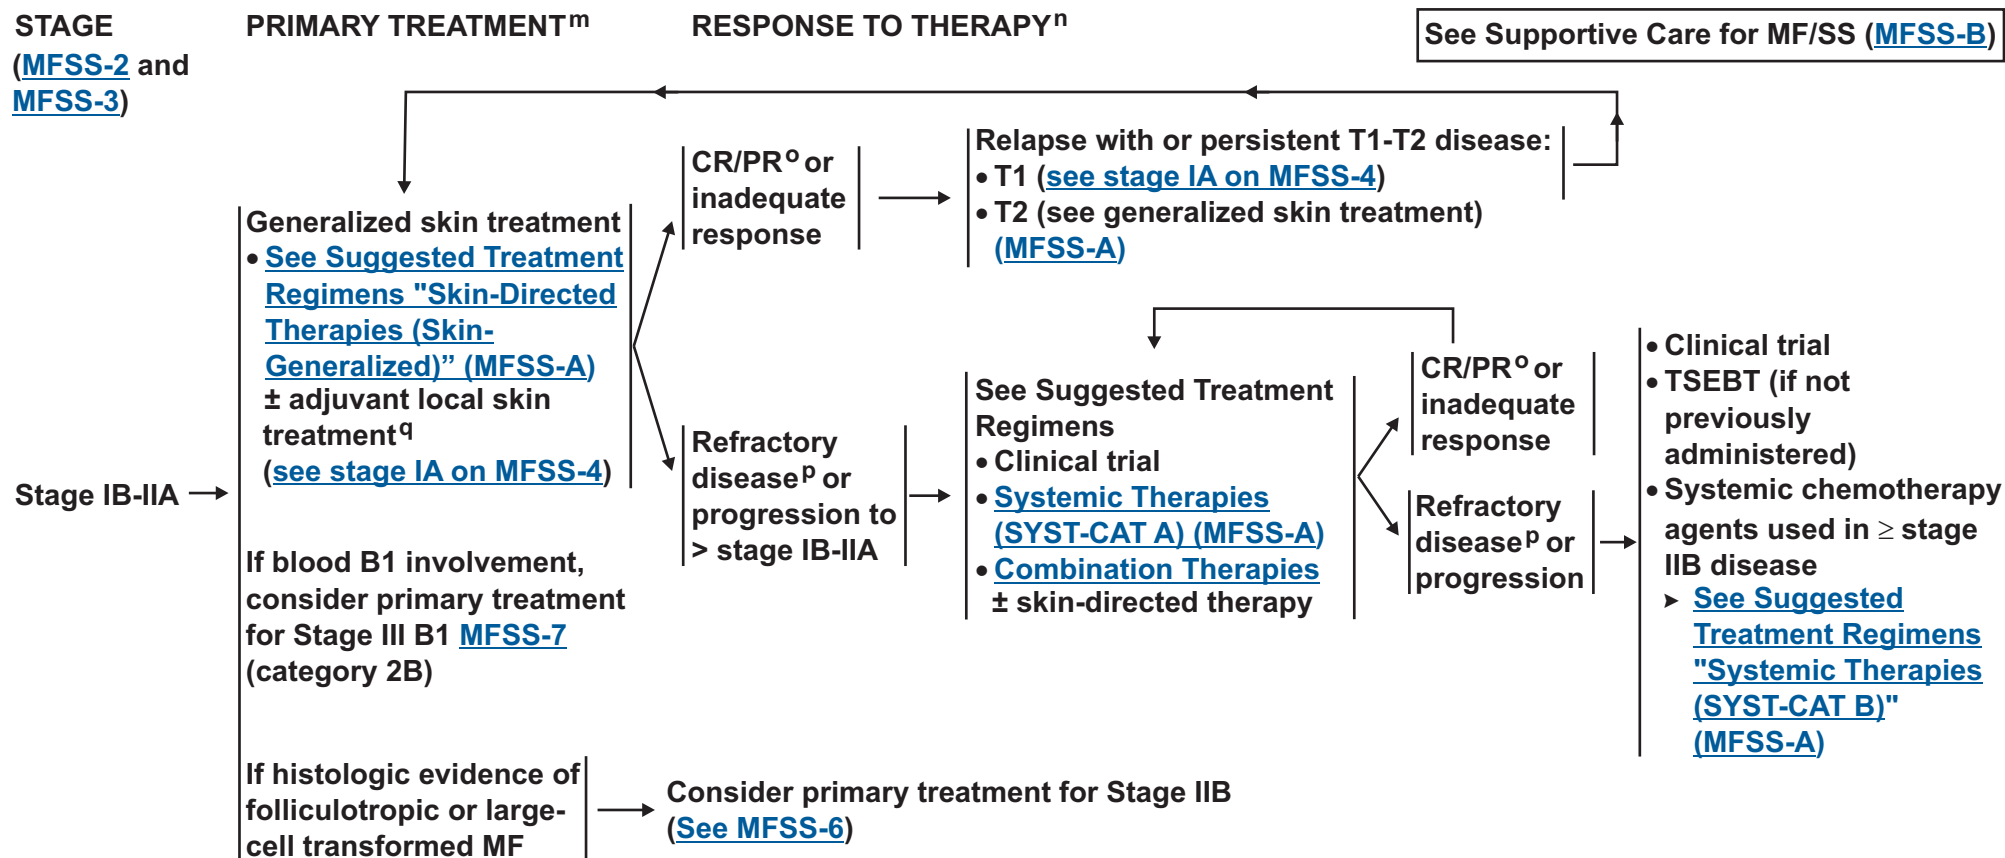 STAGE
(MFSS-2 and
MFSS-3)
PRIMARY TREATMENTᵐ
RESPONSE TO THERAPYⁿ
See Supportive Care for MF/SS (MFSS-B)
Stage IB-IIA
Generalized skin treatment
• See Suggested Treatment
Regimens "Skin-Directed
Therapies (Skin-
Generalized)” (MFSS-A)
± adjuvant local skin
treatment�q
(see stage IA on MFSS-4)
If blood B1 involvement,
consider primary treatment
for Stage III B1 MFSS-7
(category 2B)
If histologic evidence of
folliculotropic or large-
cell transformed MF
CR/PRᵒ or
inadequate
response
Relapse with or persistent T1-T2 disease:
• T1 (see stage IA on MFSS-4)
• T2 (see generalized skin treatment)
(MFSS-A)
Refractory
diseaseᵖ or
progression to
> stage IB-IIA
See Suggested Treatment
Regimens
• Clinical trial
• Systemic Therapies
(SYST-CAT A) (MFSS-A)
• Combination Therapies
± skin-directed therapy
CR/PRᵒ or
inadequate
response
Refractory
diseaseᵖ or
progression
• Clinical trial
• TSEBT (if not
previously
administered)
• Systemic chemotherapy
agents used in ≥ stage
IIB disease
➤ See Suggested
Treatment Regimens
"Systemic Therapies
(SYST-CAT B)"
(MFSS-A)
Consider primary treatment for Stage IIB
(See MFSS-6)